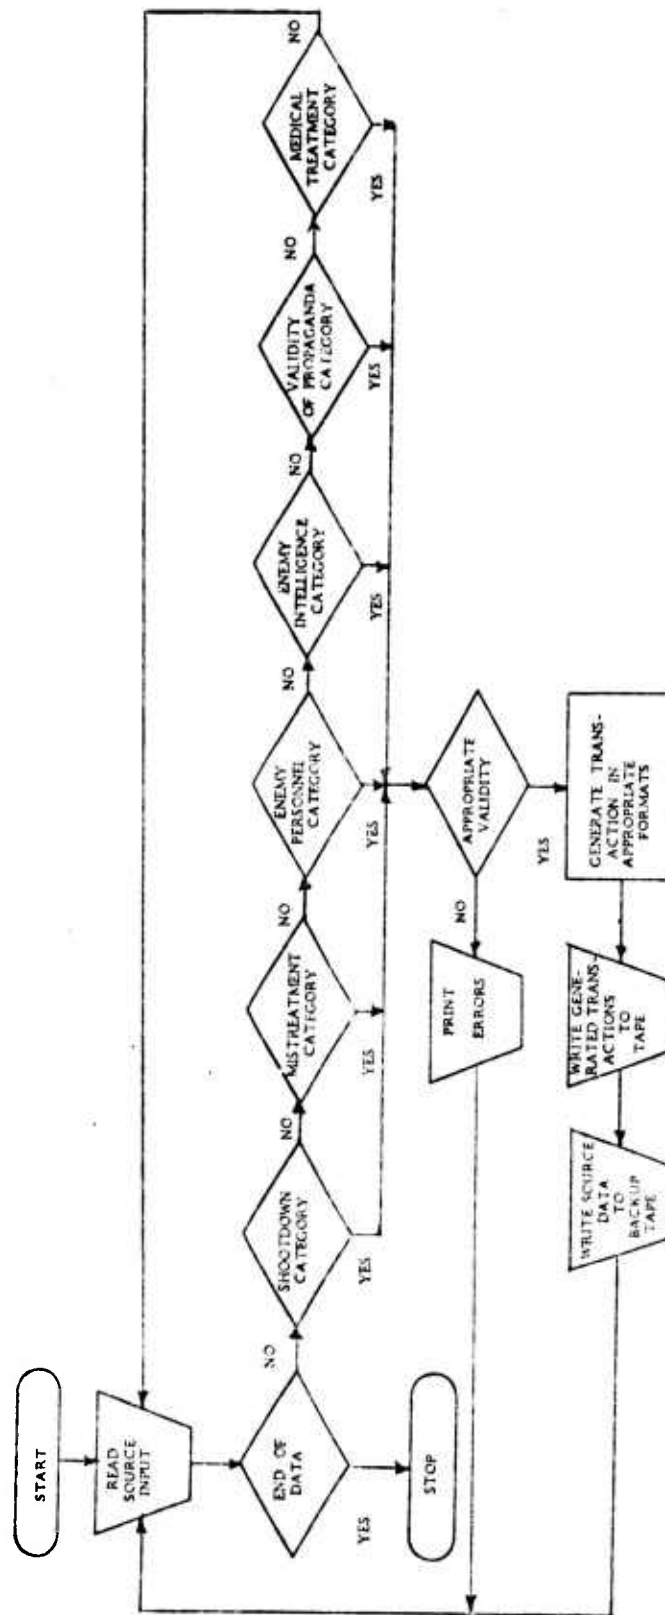 START
READ
SOURCE
INPUT
END OF
DATA
NO
YES
STOP
SHOOTDOWN
CATEGORY
NO
YES
MISTREATMENT
CATEGORY
NO
YES
ENEMY
PERSONNEL
CATEGORY
NO
YES
ENEMY
INTELLIGENCE
CATEGORY
NO
YES
VALIDITY
OF PROPAGANDA
CATEGORY
NO
YES
MEDICAL
TREATMENT
CATEGORY
NO
YES
APPROPRIATE
VALIDITY
NO
YES
PRINT
ERRORS
GENERATE TRANS-
ACTION IN
APPROPRIATE
FORMATS
WRITE GENE-
RATED TRANS-
ACTIONS
TO
TAPE
WRITE SOURCE
DATA
TO
BACKUP
TAPE